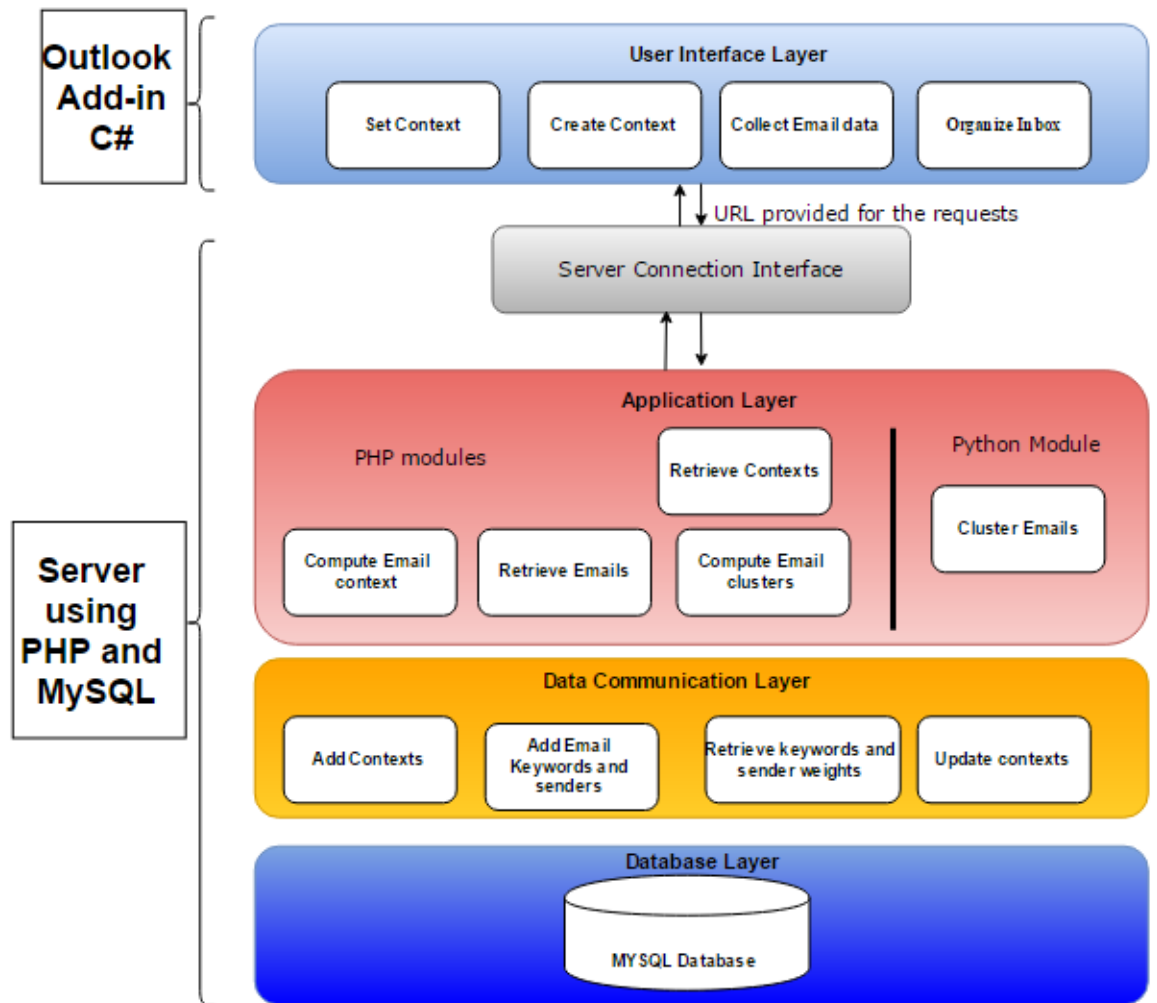 Outlook
Add-in
C#
User Interface Layer
Set Context
Create Context
Collect Email data
Organize Inbox
URL provided for the requests
Server Connection Interface
Server
using
PHP and
MySQL
Application Layer
PHP modules
Retrieve Contexts
Python Module
Cluster Emails
Compute Email
context
Retrieve Emails
Compute Email
clusters
Data Communication Layer
Add Contexts
Add Email
Keywords and
senders
Retrieve keywords and
sender weights
Update contexts
Database Layer
MYSQL Database